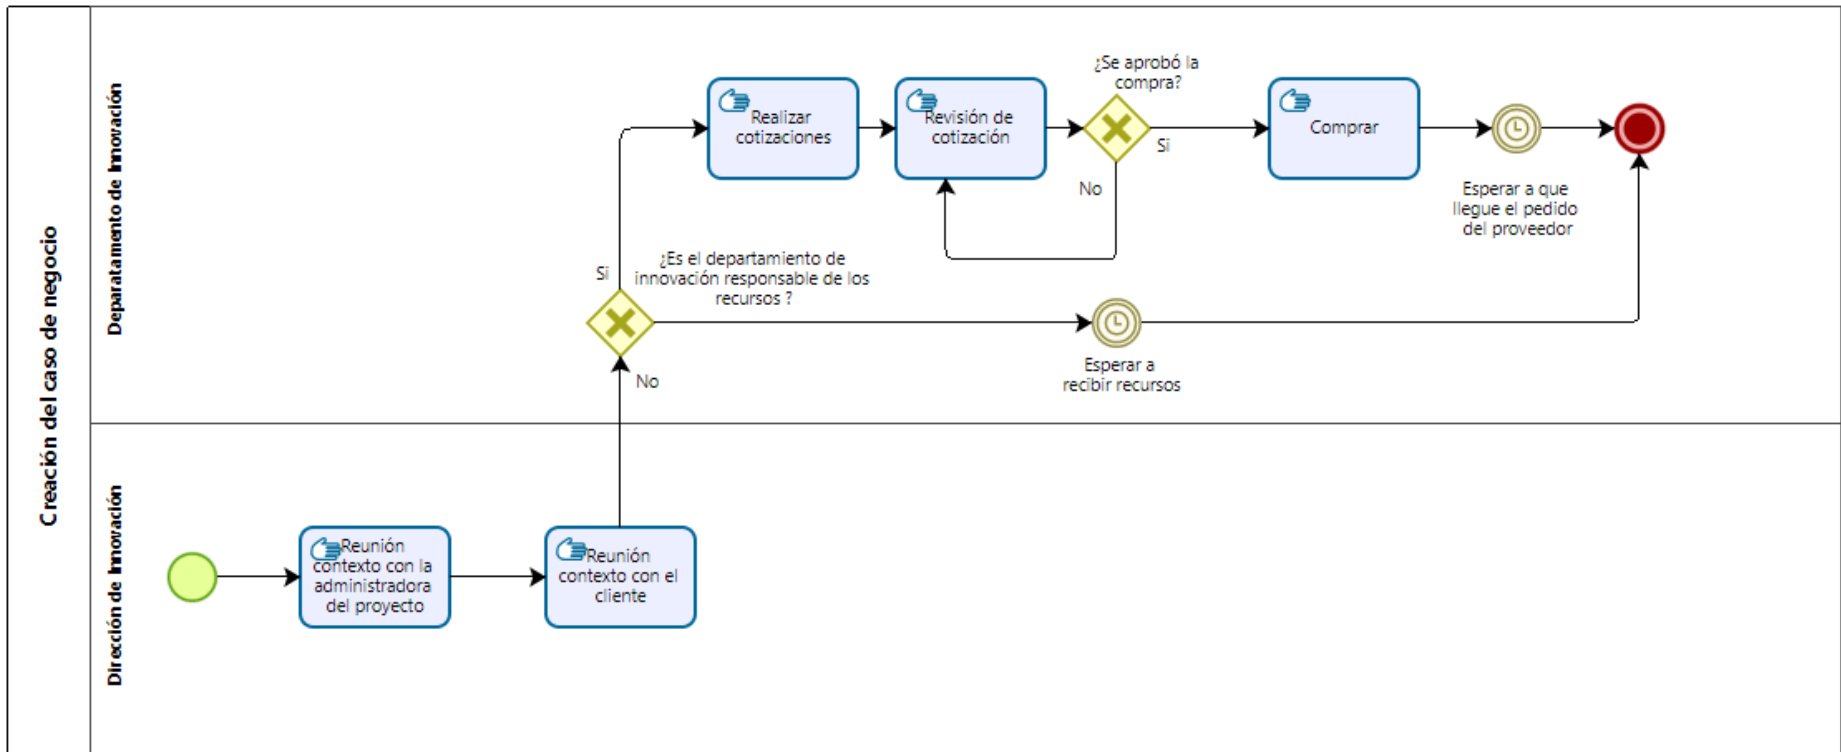 Creación del caso de negocio
Deparatamento de Innovación
¿Se aprobó la
compra?
Realizar
cotizaciones
Revisión de
cotización
Si
Comprar
No
Esperar a que
llegue el pedido
del proveedor
Si
¿Es el departamiento de
innovación responsable de los
recursos ?
No
Esperar a
recibir recursos
Dirección de Innovación
Reunión
contexto con la
administradora
del proyecto
Reunión
contexto con el
cliente